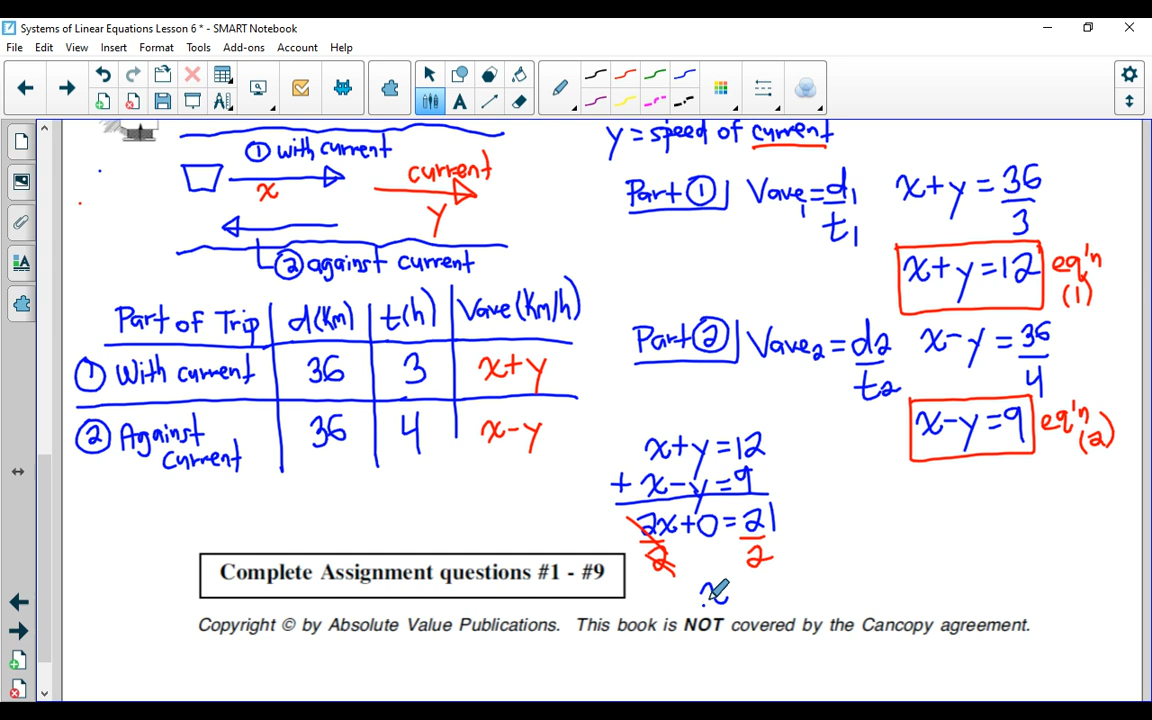 Systems of Linear Equations Lesson 6 * - SMART Notebook
File Edit View Insert Format Tools Add-ons Account Help
① with current
x
current
y
② against current
Part of Trip d(Km) t(h) Vave(Km/h)
① With current 36 3 x+y
② Against current 36 4 x-y
y = speed of current
Part ① Vave1 = d1/t1 x+y = 36/3
x+y=12 eq'n (1)
Part ② Vave2 = d2/t2 x-y = 36/4
x-y=9 eq'n (2)
x+y=12
+ x-y=9
2x+0=21
2 2
x
Complete Assignment questions #1 - #9
Copyright © by Absolute Value Publications. This book is NOT covered by the Cancopy agreement.